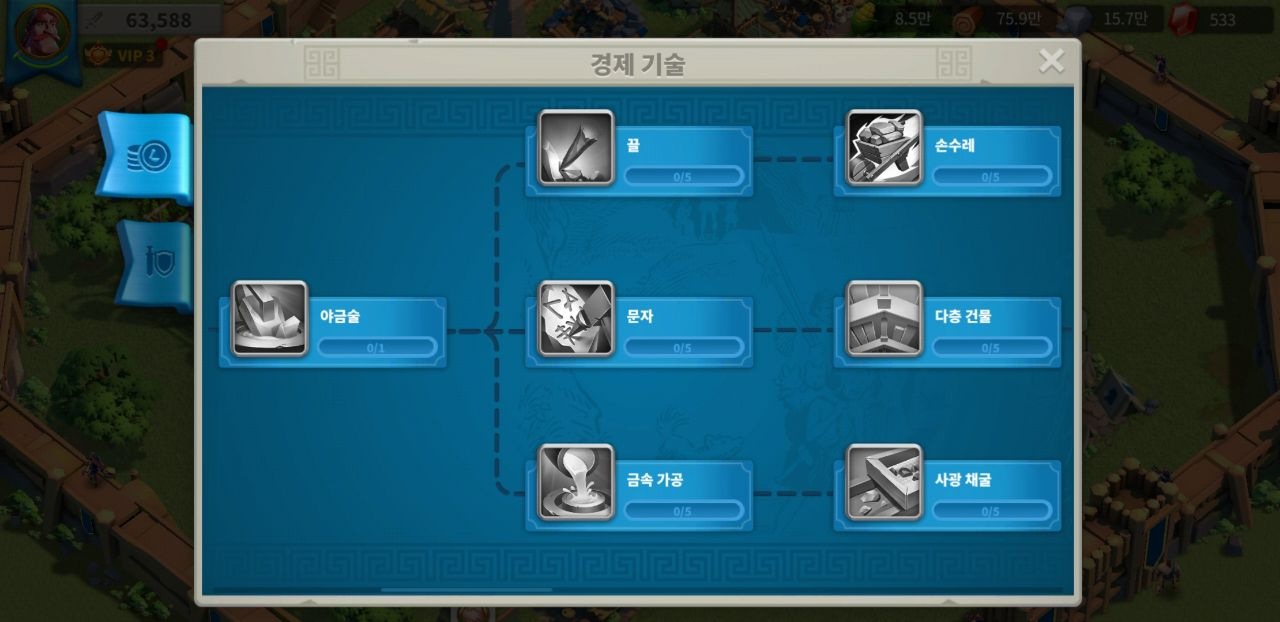 63,588
8.5만
75.9만
15.7만
533
VIP 3
경제 기술
끌
0/5
손수레
0/5
야금술
0/1
문자
0/5
다층 건물
0/5
금속 가공
0/5
사광 채굴
0/5